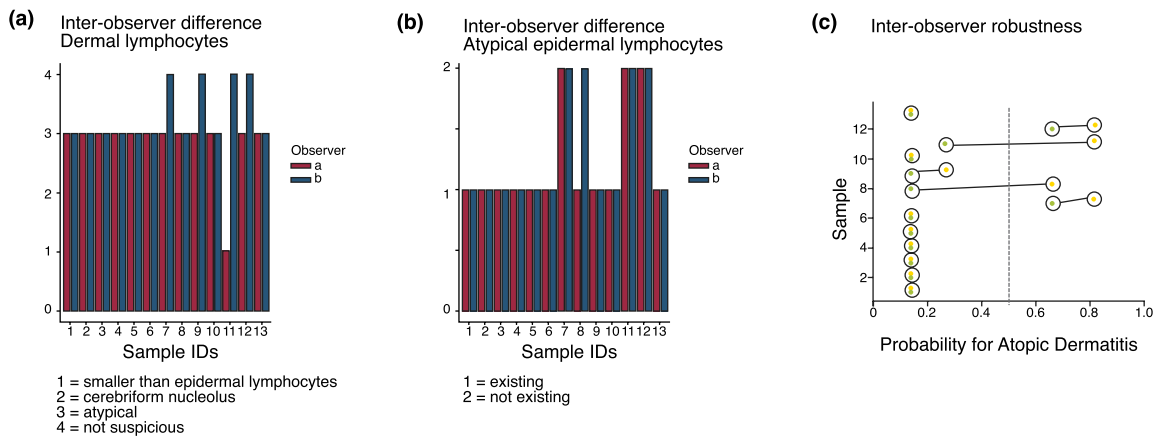 (a)
Inter-observer difference
Dermal lymphocytes
4
3
2
1
0
1 2 3 4 5 6 7 8 9 10 11 12 13
Sample IDs
Observer
a
b
1 = smaller than epidermal lymphocytes
2 = cerebriform nucleolus
3 = atypical
4 = not suspicious
(b)
Inter-observer difference
Atypical epidermal lymphocytes
2
1
0
1 2 3 4 5 6 7 8 9 10 11 12 13
Sample IDs
Observer
a
b
1 = existing
2 = not existing
(c)
Inter-observer robustness
Sample
12
10
8
6
4
2
0 0.2 0.4 0.6 0.8 1.0
Probability for Atopic Dermatitis